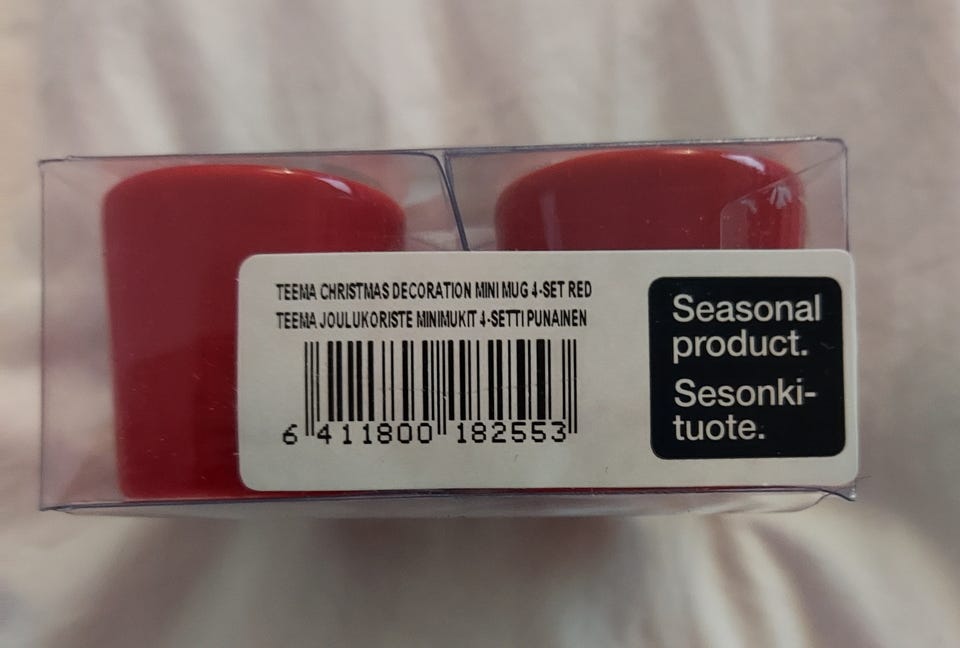 TEEMA CHRISTMAS DECORATION MINI MUG 4-SET RED
TEEMA JOULUKORISTE MINIMUKIT 4-SETTI PUNAINEN
6 411800 182553
Seasonal
product.
Sesonki-
tuote.